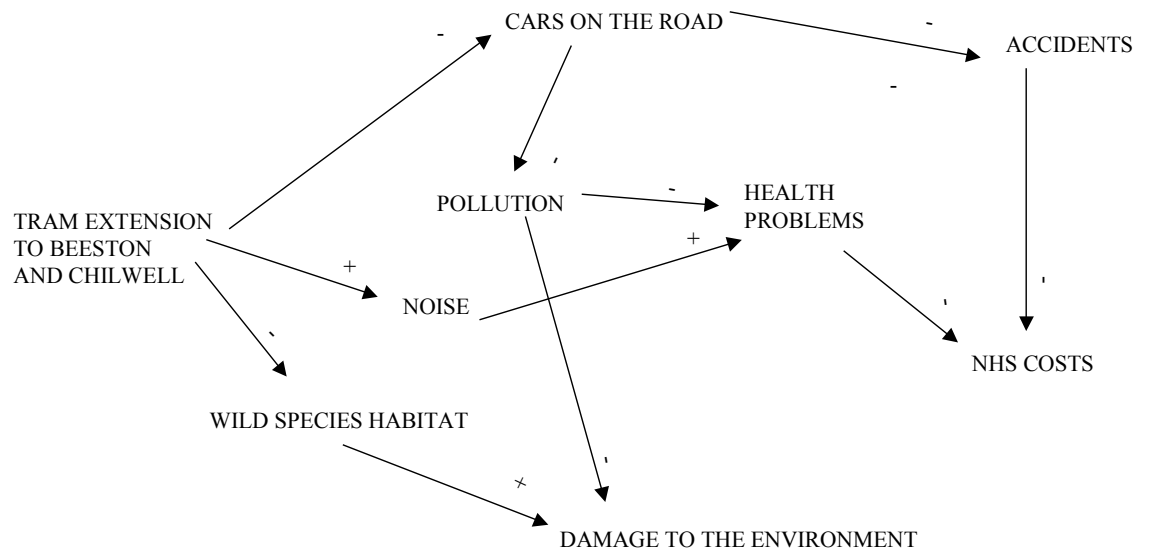 CARS ON THE ROAD
-
-
ACCIDENTS
-
-
POLLUTION
-
HEALTH
PROBLEMS
TRAM EXTENSION
TO BEESTON
AND CHILWELL
+
+
NOISE
-
-
-
NHS COSTS
WILD SPECIES HABITAT
-
+
DAMAGE TO THE ENVIRONMENT